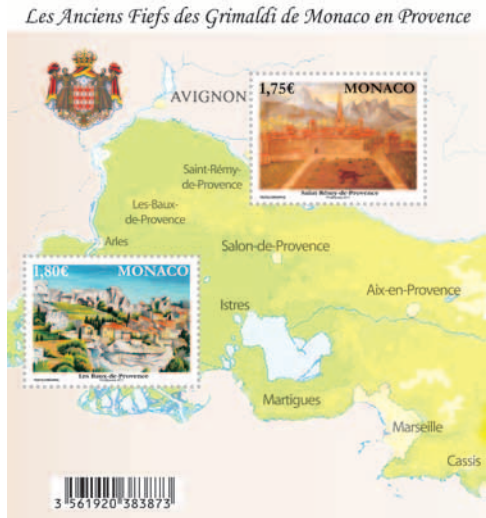 Les Anciens Fiefs des Grimaldi de Monaco en Provence
AVIGNON
1,75€ MONACO
Saint-Rémy-de-Provence
Saint-Rémy-
de-Provence
Les-Baux-
de-Provence
Arles
Salon-de-Provence
1,80€ MONACO
Les Baux-de-Provence
Aix-en-Provence
Istres
Martigues
Marseille
Cassis
3 561920 383873